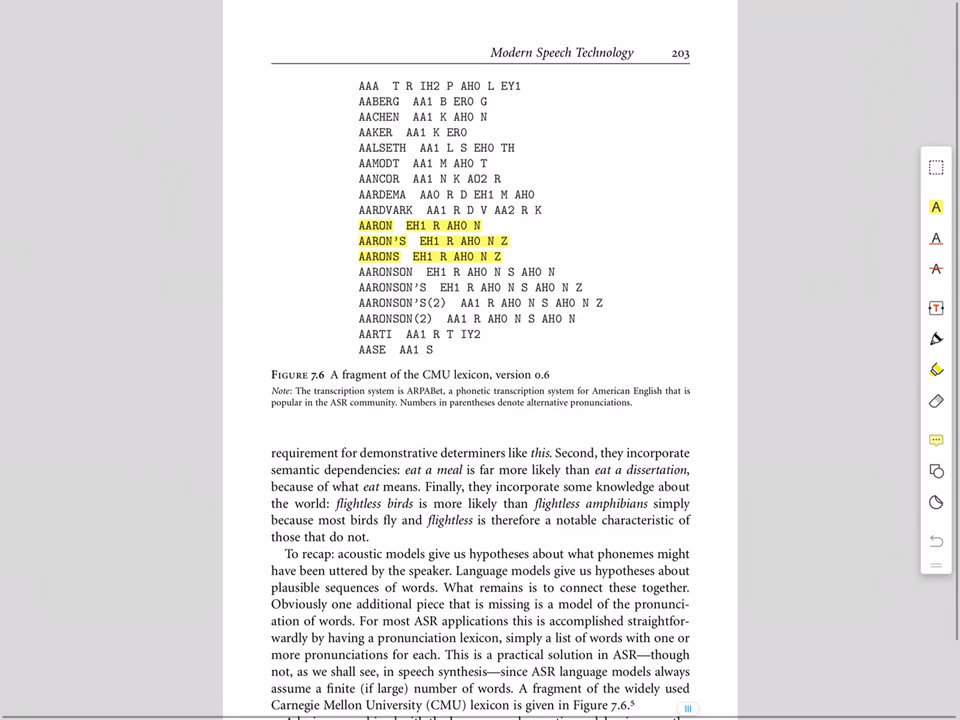 Modern Speech Technology 203
AAA T R IH2 P AH0 L EY1
AABERG AA1 B ER0 G
AACHEN AA1 K AH0 N
AAKER AA1 K ER0
AALSETH AA1 L S EH0 TH
AAMODT AA1 M AH0 T
AANCOR AA1 N K AO2 R
AARDEMA AA0 R D EH1 M AH0
AARDVARK AA1 R D V AA2 R K
AARON EH1 R AH0 N
AARON'S EH1 R AH0 N Z
AARONS EH1 R AH0 N Z
AARONSON EH1 R AH0 N S AH0 N
AARONSON'S EH1 R AH0 N S AH0 N Z
AARONSON'S(2) AA1 R AH0 N S AH0 N Z
AARONSON(2) AA1 R AH0 N S AH0 N
AARTI AA1 R T IY2
AASE AA1 S
FIGURE 7.6 A fragment of the CMU lexicon, version 0.6
Note: The transcription system is ARPABet, a phonetic transcription system for American English that is
popular in the ASR community. Numbers in parentheses denote alternative pronunciations.
requirement for demonstrative determiners like this. Second, they incorporate
semantic dependencies: eat a meal is far more likely than eat a dissertation,
because of what eat means. Finally, they incorporate some knowledge about
the world: flightless birds is more likely than flightless amphibians simply
because most birds fly and flightless is therefore a notable characteristic of
those that do not.
To recap: acoustic models give us hypotheses about what phonemes might
have been uttered by the speaker. Language models give us hypotheses about
plausible sequences of words. What remains is to connect these together.
Obviously one additional piece that is missing is a model of the pronunci-
ation of words. For most ASR applications this is accomplished straightfor-
wardly by having a pronunciation lexicon, simply a list of words with one or
more pronunciations for each. This is a practical solution in ASR—though
not, as we shall see, in speech synthesis—since ASR language models always
assume a finite (if large) number of words. A fragment of the widely used
Carnegie Mellon University (CMU) lexicon is given in Figure 7.6.⁵
A
A
A
T